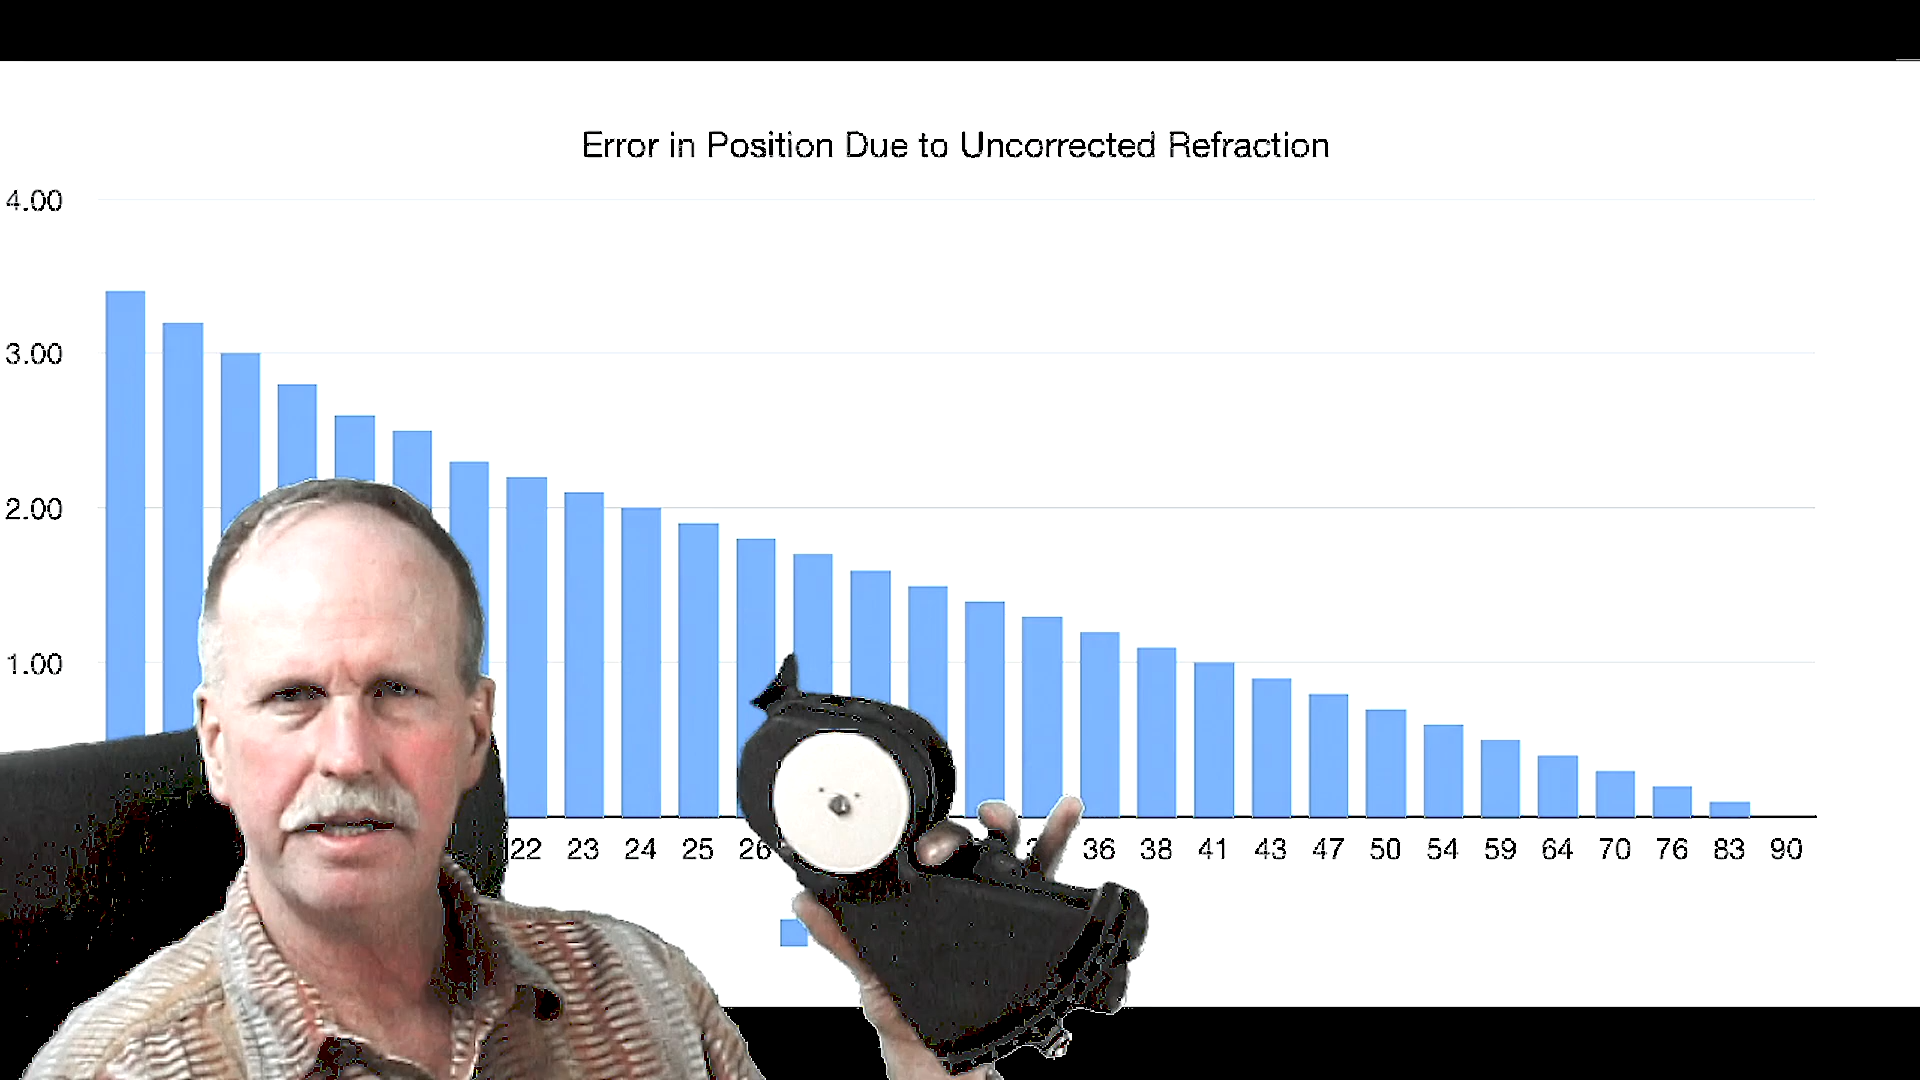 Error in Position Due to Uncorrected Refraction
4.00
3.00
2.00
1.00
22 23 24 25 26 36 38 41 43 47 50 54 59 64 70 76 83 90